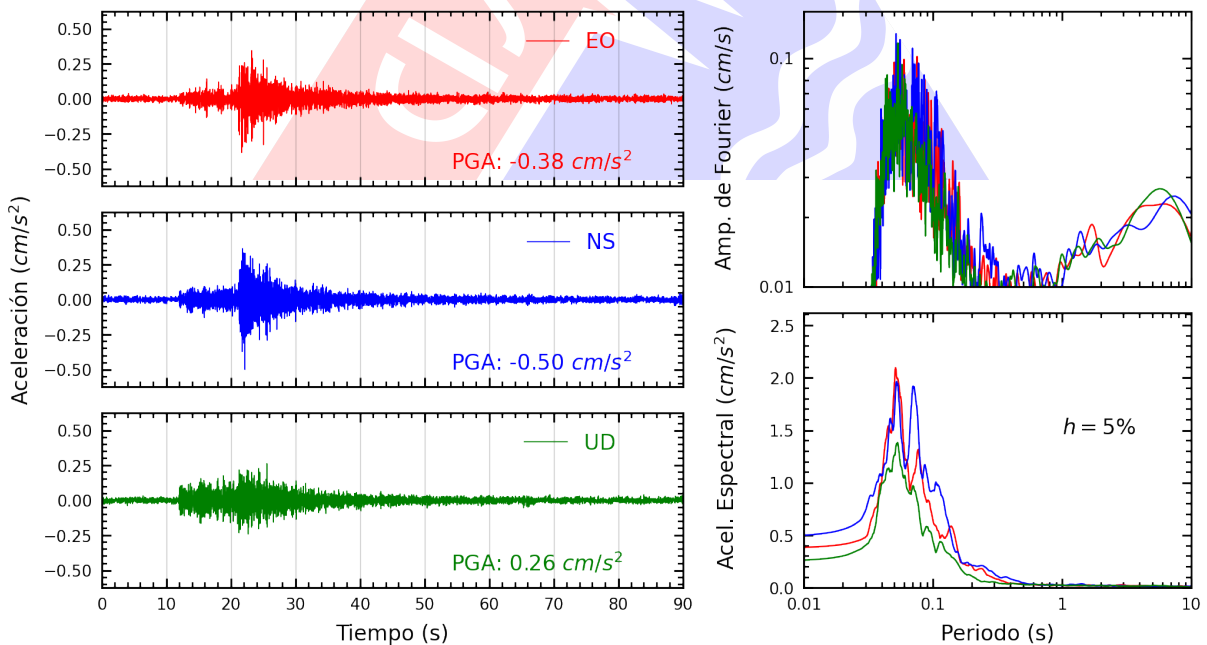 Aceleración (cm/s²)
0.50
0.25
0.00
−0.25
−0.50
EO
PGA: -0.38 cm/s²
0.50
0.25
0.00
−0.25
−0.50
NS
PGA: -0.50 cm/s²
0.50
0.25
0.00
−0.25
−0.50
UD
PGA: 0.26 cm/s²
0 10 20 30 40 50 60 70 80 90
Tiempo (s)
Amp. de Fourier (cm/s)
0.1
0.01
Acel. Espectral (cm/s²)
2.5
2.0
1.5
1.0
0.5
0.0
h = 5%
0.01 0.1 1 10
Periodo (s)